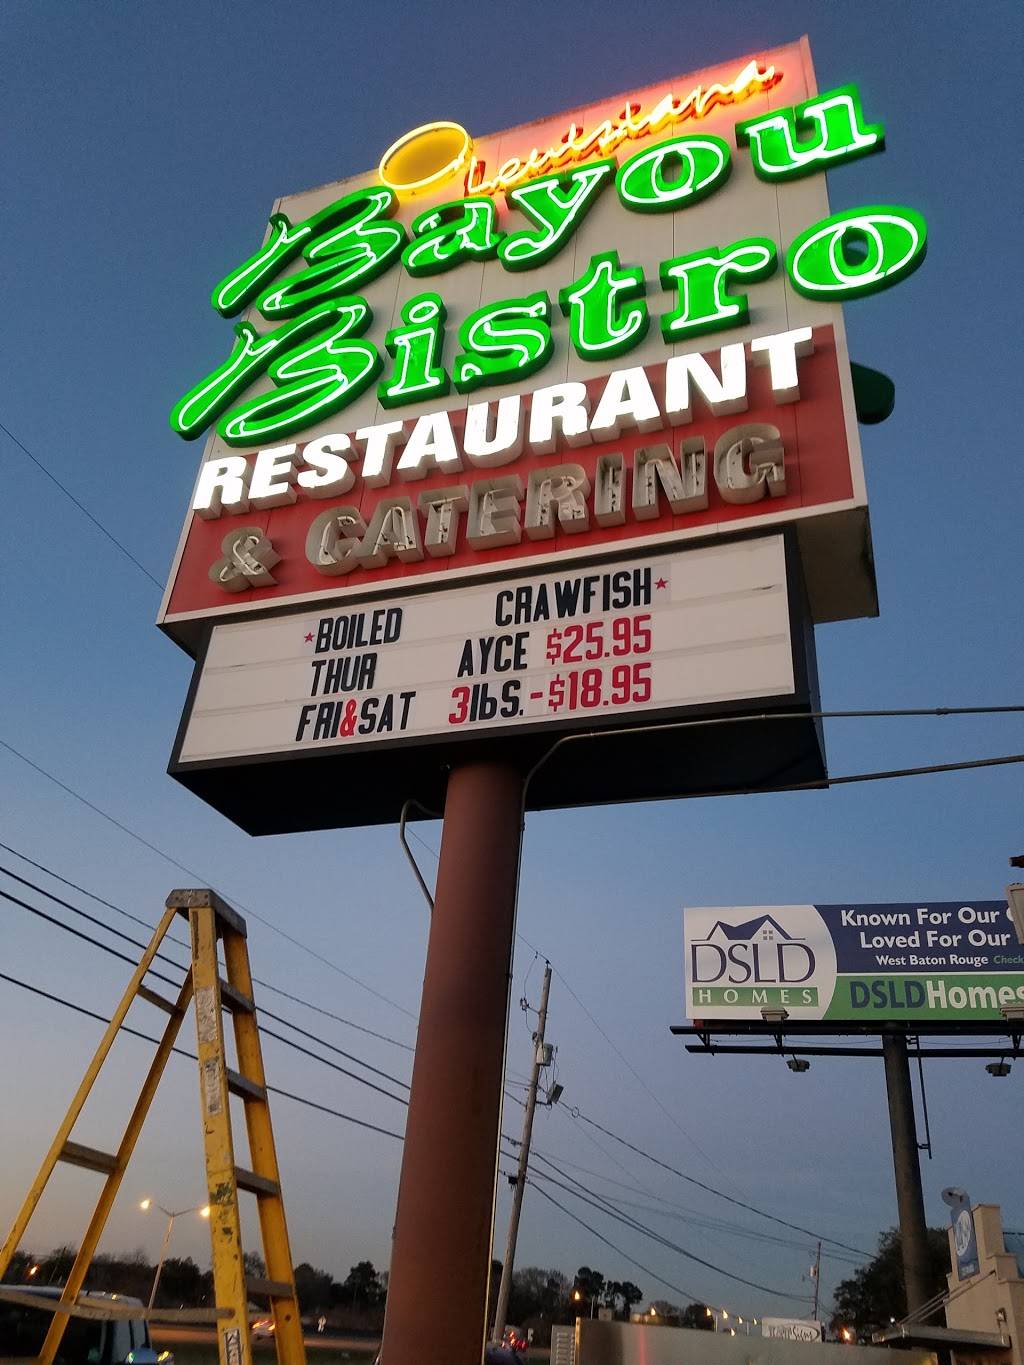 Louisiana
Bayou
Bistro
RESTAURANT
& CATERING
★BOILED CRAWFISH★
THUR AYCE $25.95
FRI&SAT 3lbS.-$18.95
DSLD
HOMES
Known For Our
Loved For Our
West Baton Rouge Check
DSLDHomes